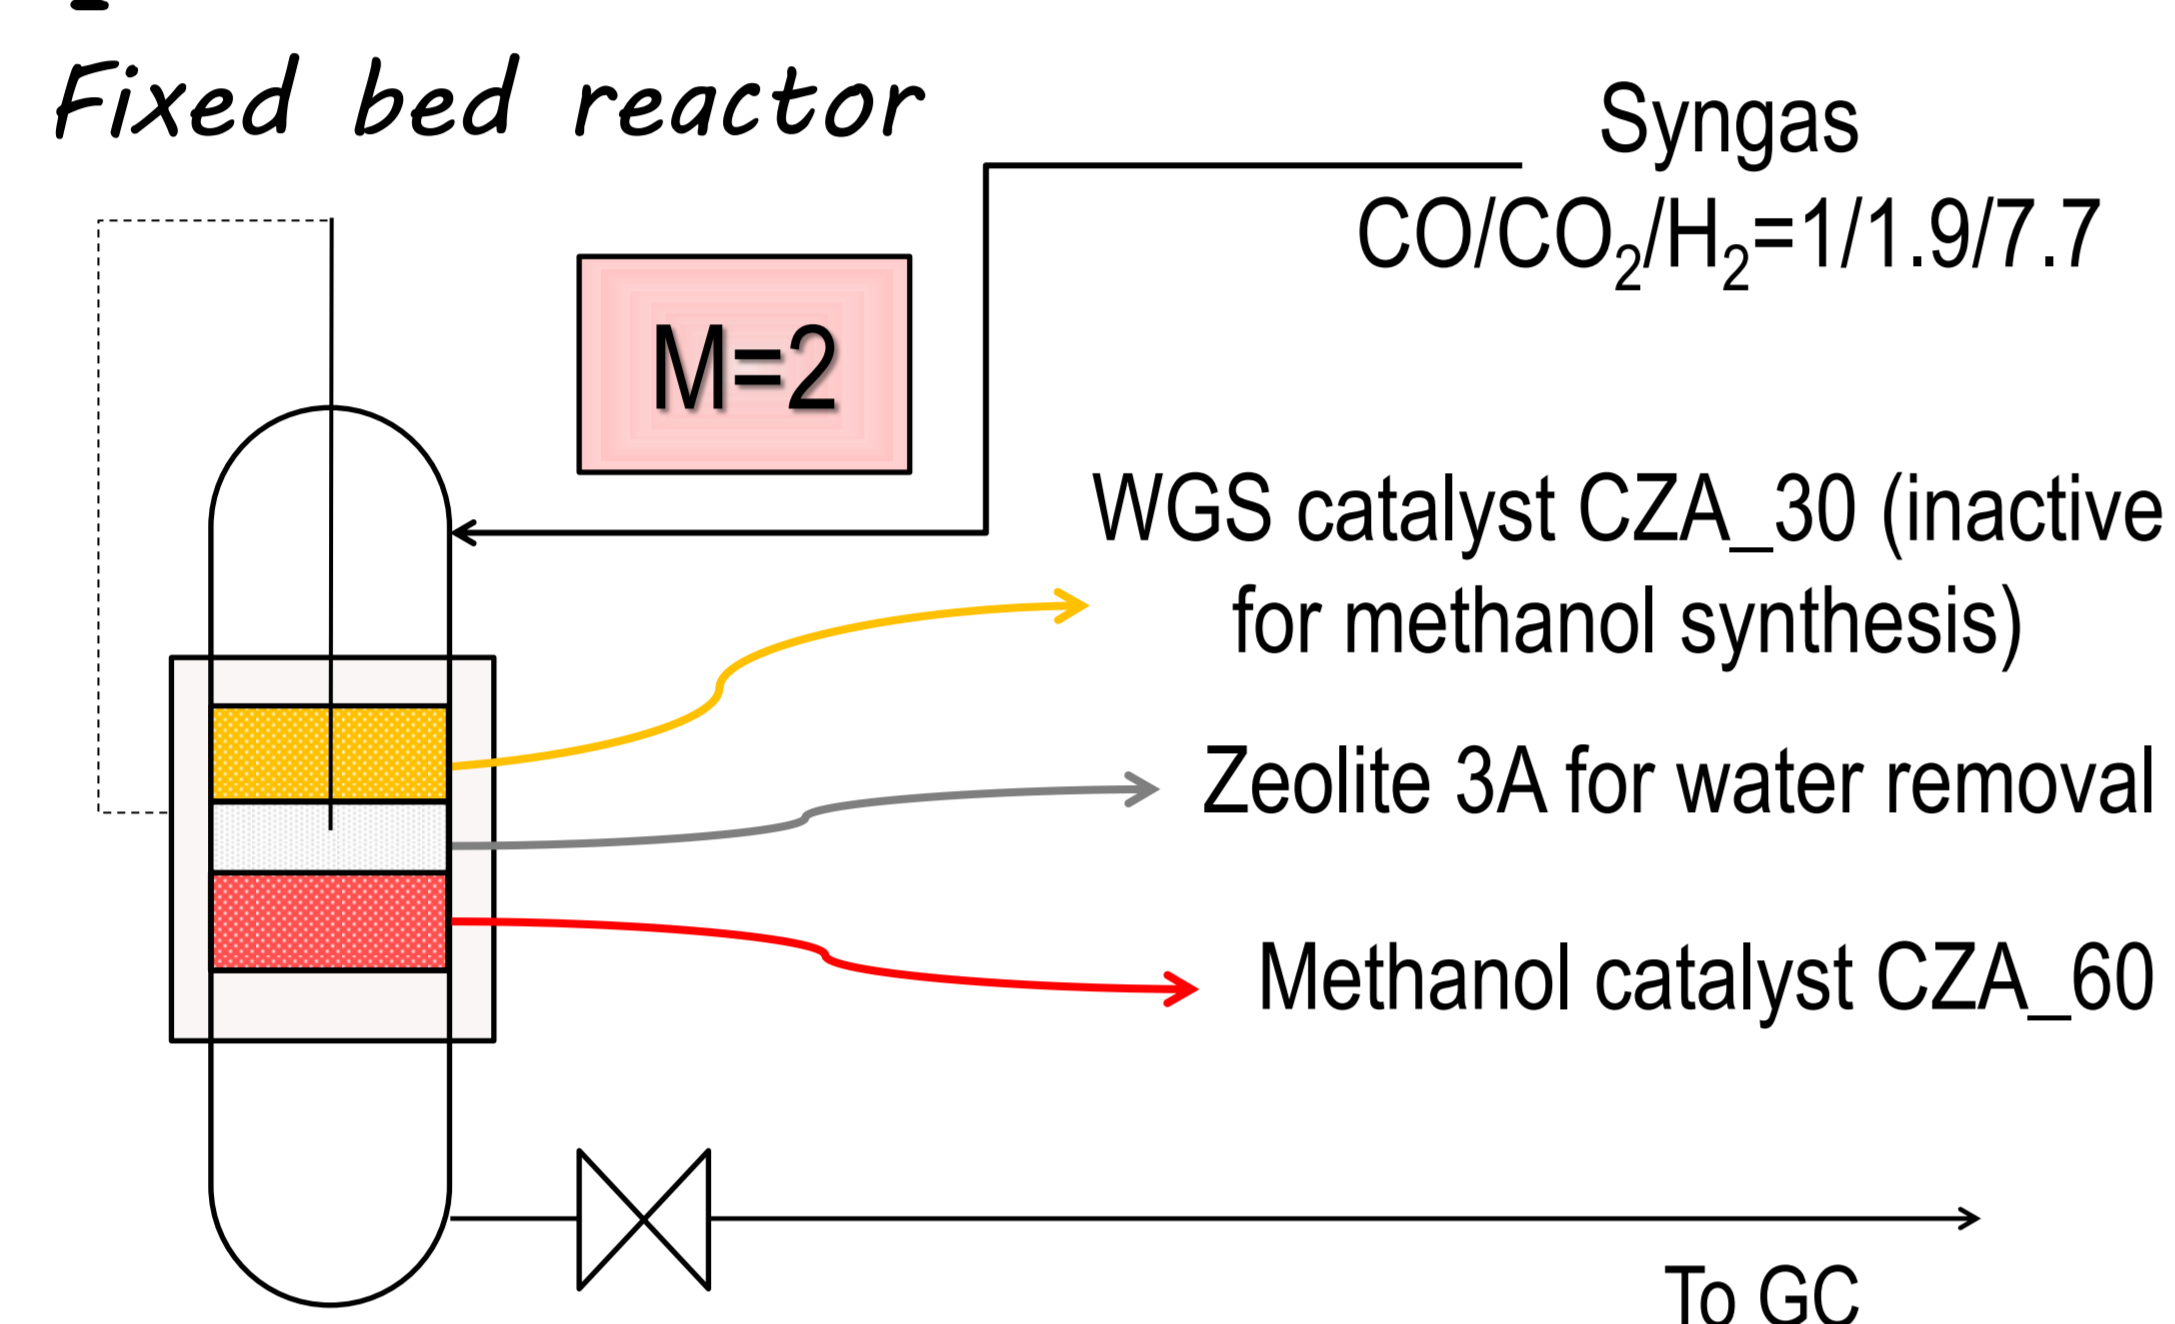 Fixed bed reactor
Syngas
CO/CO₂/H₂=1/1.9/7.7
M=2
WGS catalyst CZA_30 (inactive
for methanol synthesis)
Zeolite 3A for water removal
Methanol catalyst CZA_60
To GC